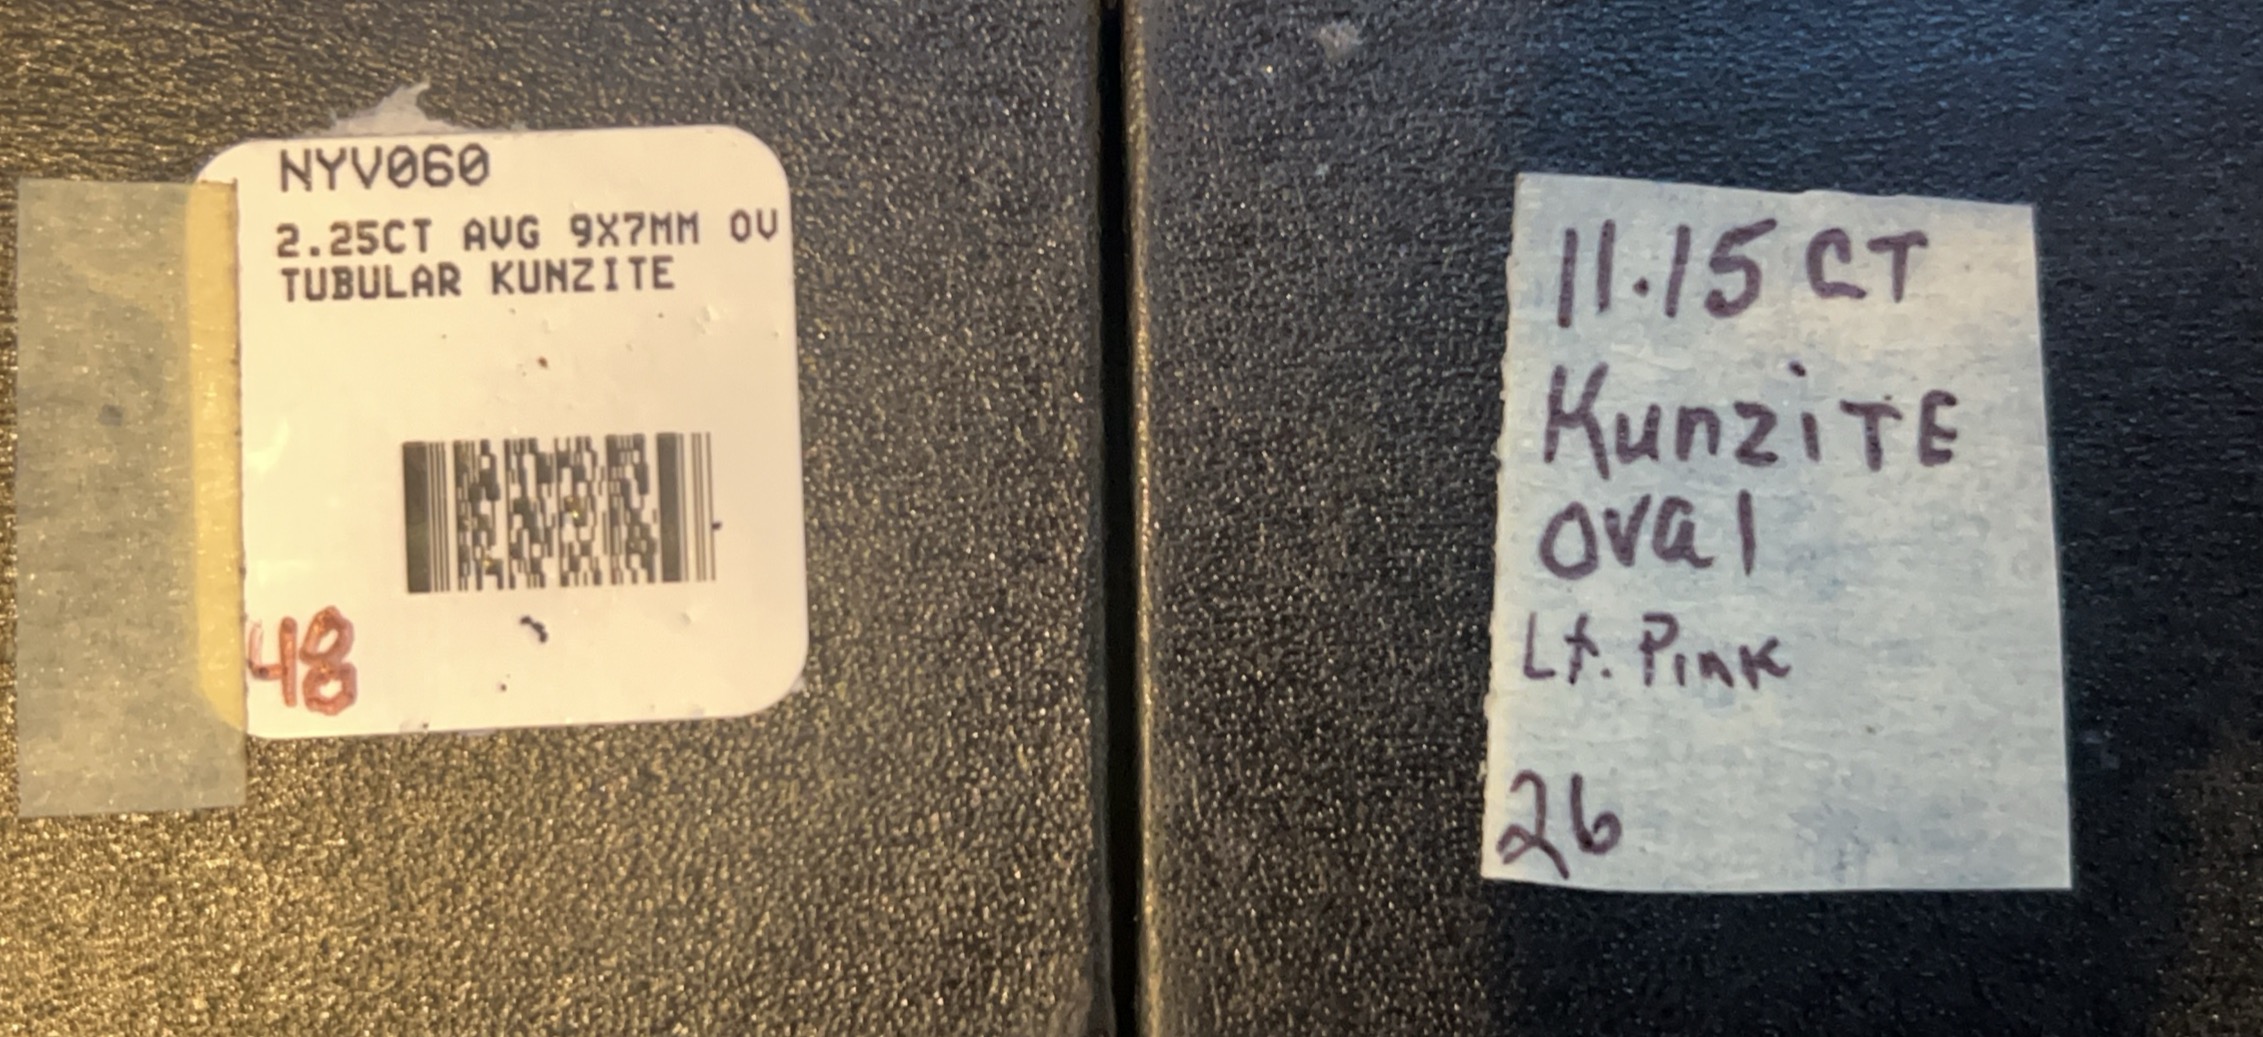 NYV060
2.25CT AVG 9X7MM OV
TUBULAR KUNZITE
48
11.15 CT
KunziTE
Oval
Lt. Pink
26